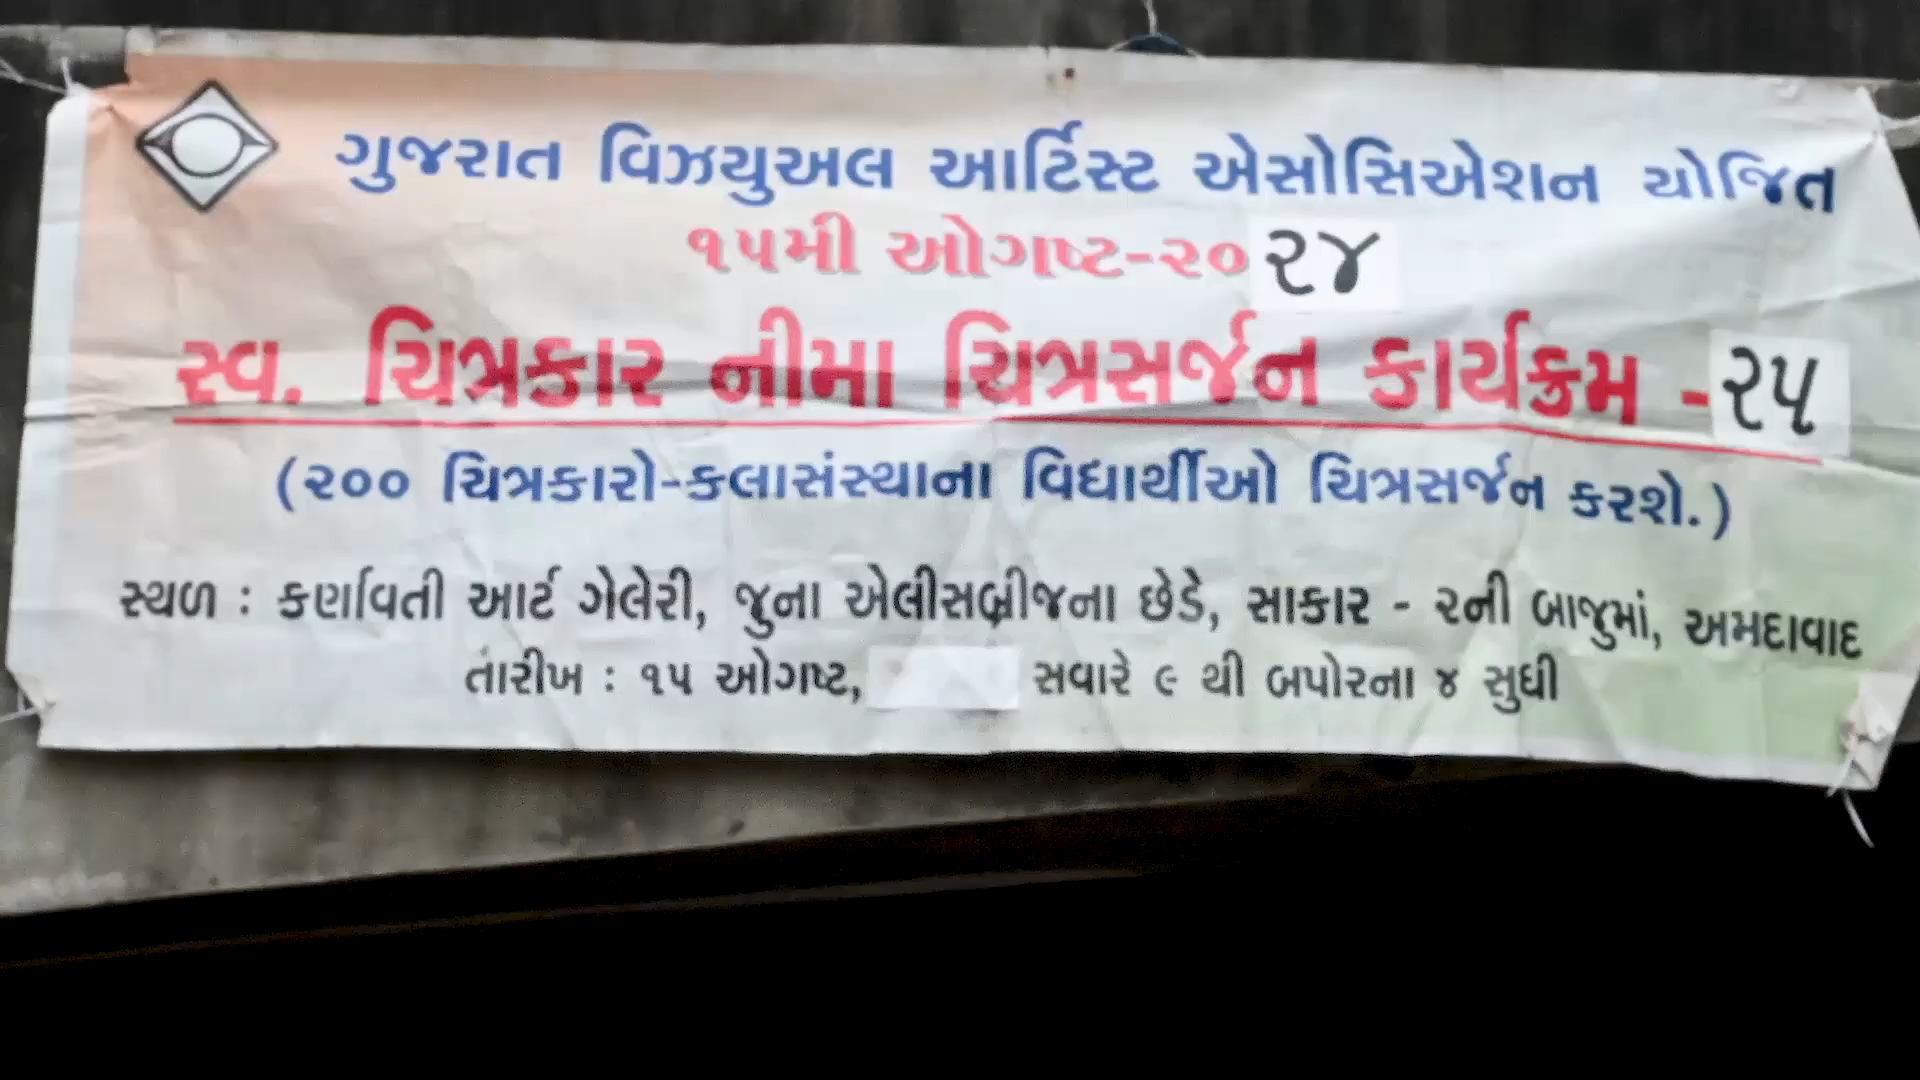 ગુજરાત વિઝયુઅલ આર્ટિસ્ટ એસોસિએશન યોજિત
૧૫મી ઓગષ્ટ-૨૦૨૪
સ્વ. ચિત્રકાર નીમા ચિત્રસર્જન કાર્યક્રમ -૨૫
(૨૦૦ ચિત્રકારો-કલાસંસ્થાના વિદ્યાર્થીઓ ચિત્રસર્જન કરશે.)
સ્થળ : કર્ણાવતી આર્ટ ગેલેરી, જુના એલીસબ્રીજના છેડે, સાકાર - ૨ની બાજુમાં, અમદાવાદ
તારીખ : ૧૫ ઓગષ્ટ, સવારે ૯ થી બપોરના ૪ સુધી